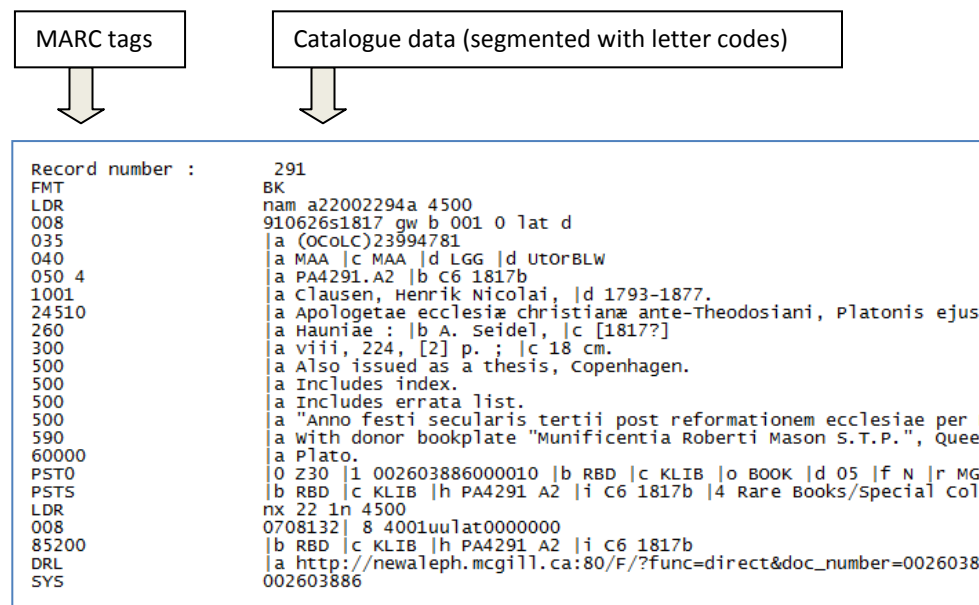 MARC tags
Catalogue data (segmented with letter codes)
Record number : 291
FMT BK
LDR nam a22002294a 4500
008 910626s1817 gw b 001 0 lat d
035 |a (OCoLC)23994781
040 |a MAA |c MAA |d LGG |d UtOrBLW
050 4 |a PA4291.A2 |b C6 1817b
1001 |a Clausen, Henrik Nicolai, |d 1793-1877.
24510 |a Apologetae ecclesiæ christianæ ante-Theodosiani, Platonis ejus
260 |a Hauniae : |b A. Seidel, |c [1817?]
300 |a viii, 224, [2] p. ; |c 18 cm.
500 |a Also issued as a thesis, Copenhagen.
500 |a Includes index.
500 |a Includes errata list.
500 |a "Anno festi secularis tertii post reformationem ecclesiae per
590 |a With donor bookplate "Munificentia Roberti Mason S.T.P.", Quee
60000 |a Plato.
PST0 |0 Z30 |1 002603886000010 |b RBD |c KLIB |o BOOK |d 05 |f N |r MG
PSTS |b RBD |c KLIB |h PA4291 A2 |i C6 1817b |4 Rare Books/Special Col
LDR nx 22 1n 4500
008 0708132| 8 4001uulat0000000
85200 |b RBD |c KLIB |h PA4291 A2 |i C6 1817b
DRL |a http://newaleph.mcgill.ca:80/F/?func=direct&doc_number=0026038
SYS 002603886